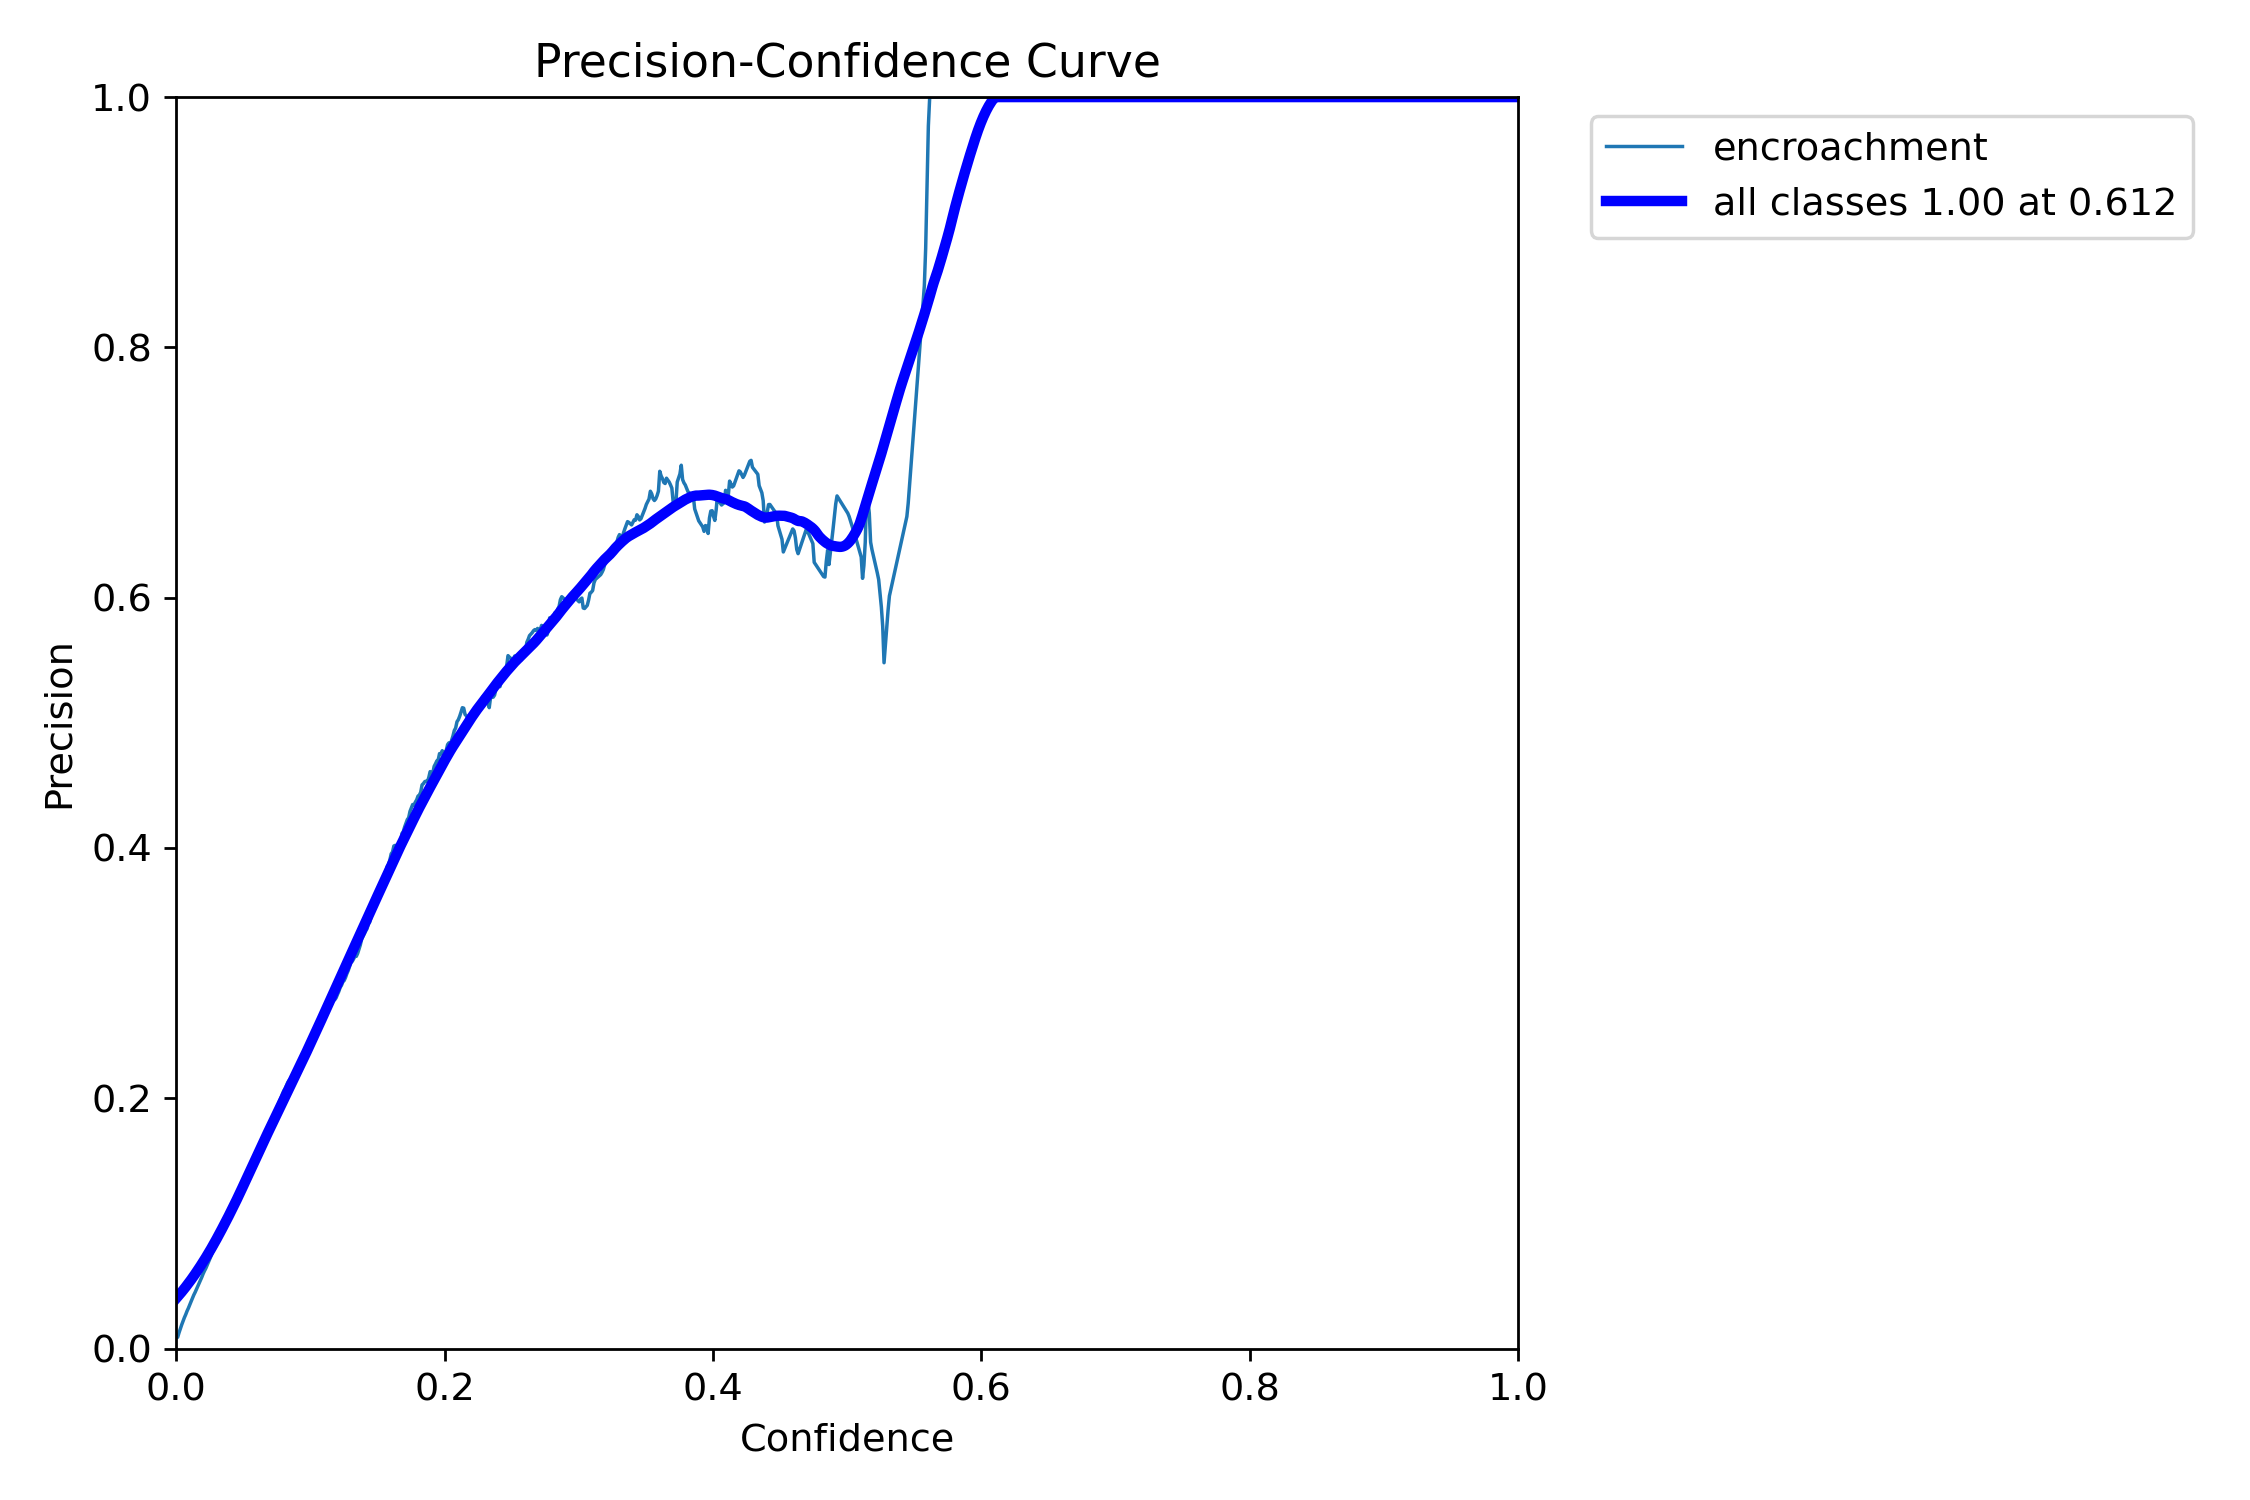 Precision-Confidence Curve
1.0
0.8
0.6
0.4
0.2
0.0
Precision
0.0 0.2 0.4 0.6 0.8 1.0
Confidence
encroachment
all classes 1.00 at 0.612